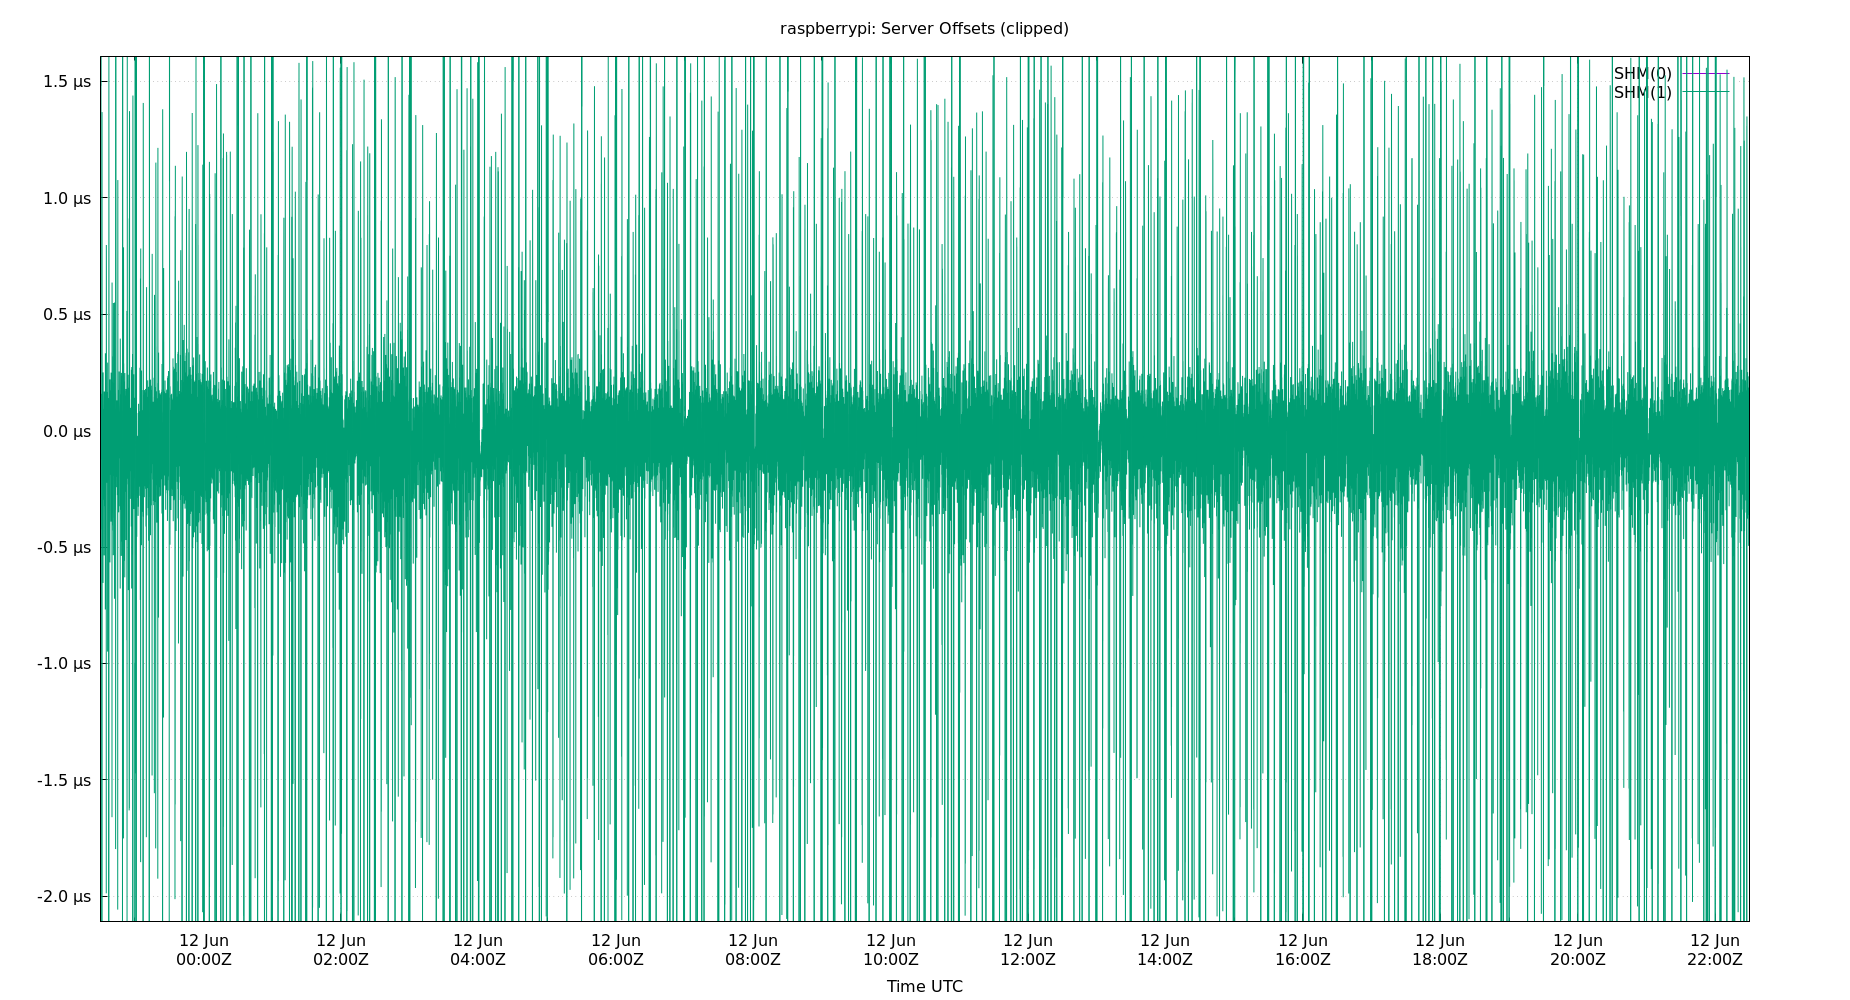 raspberrypi: Server Offsets (clipped)
SHM(0)
SHM(1)
1.5 µs
1.0 µs
0.5 µs
0.0 µs
-0.5 µs
-1.0 µs
-1.5 µs
-2.0 µs
12 Jun 12 Jun 12 Jun 12 Jun 12 Jun 12 Jun 12 Jun 12 Jun 12 Jun 12 Jun 12 Jun 12 Jun
00:00Z 02:00Z 04:00Z 06:00Z 08:00Z 10:00Z 12:00Z 14:00Z 16:00Z 18:00Z 20:00Z 22:00Z
Time UTC